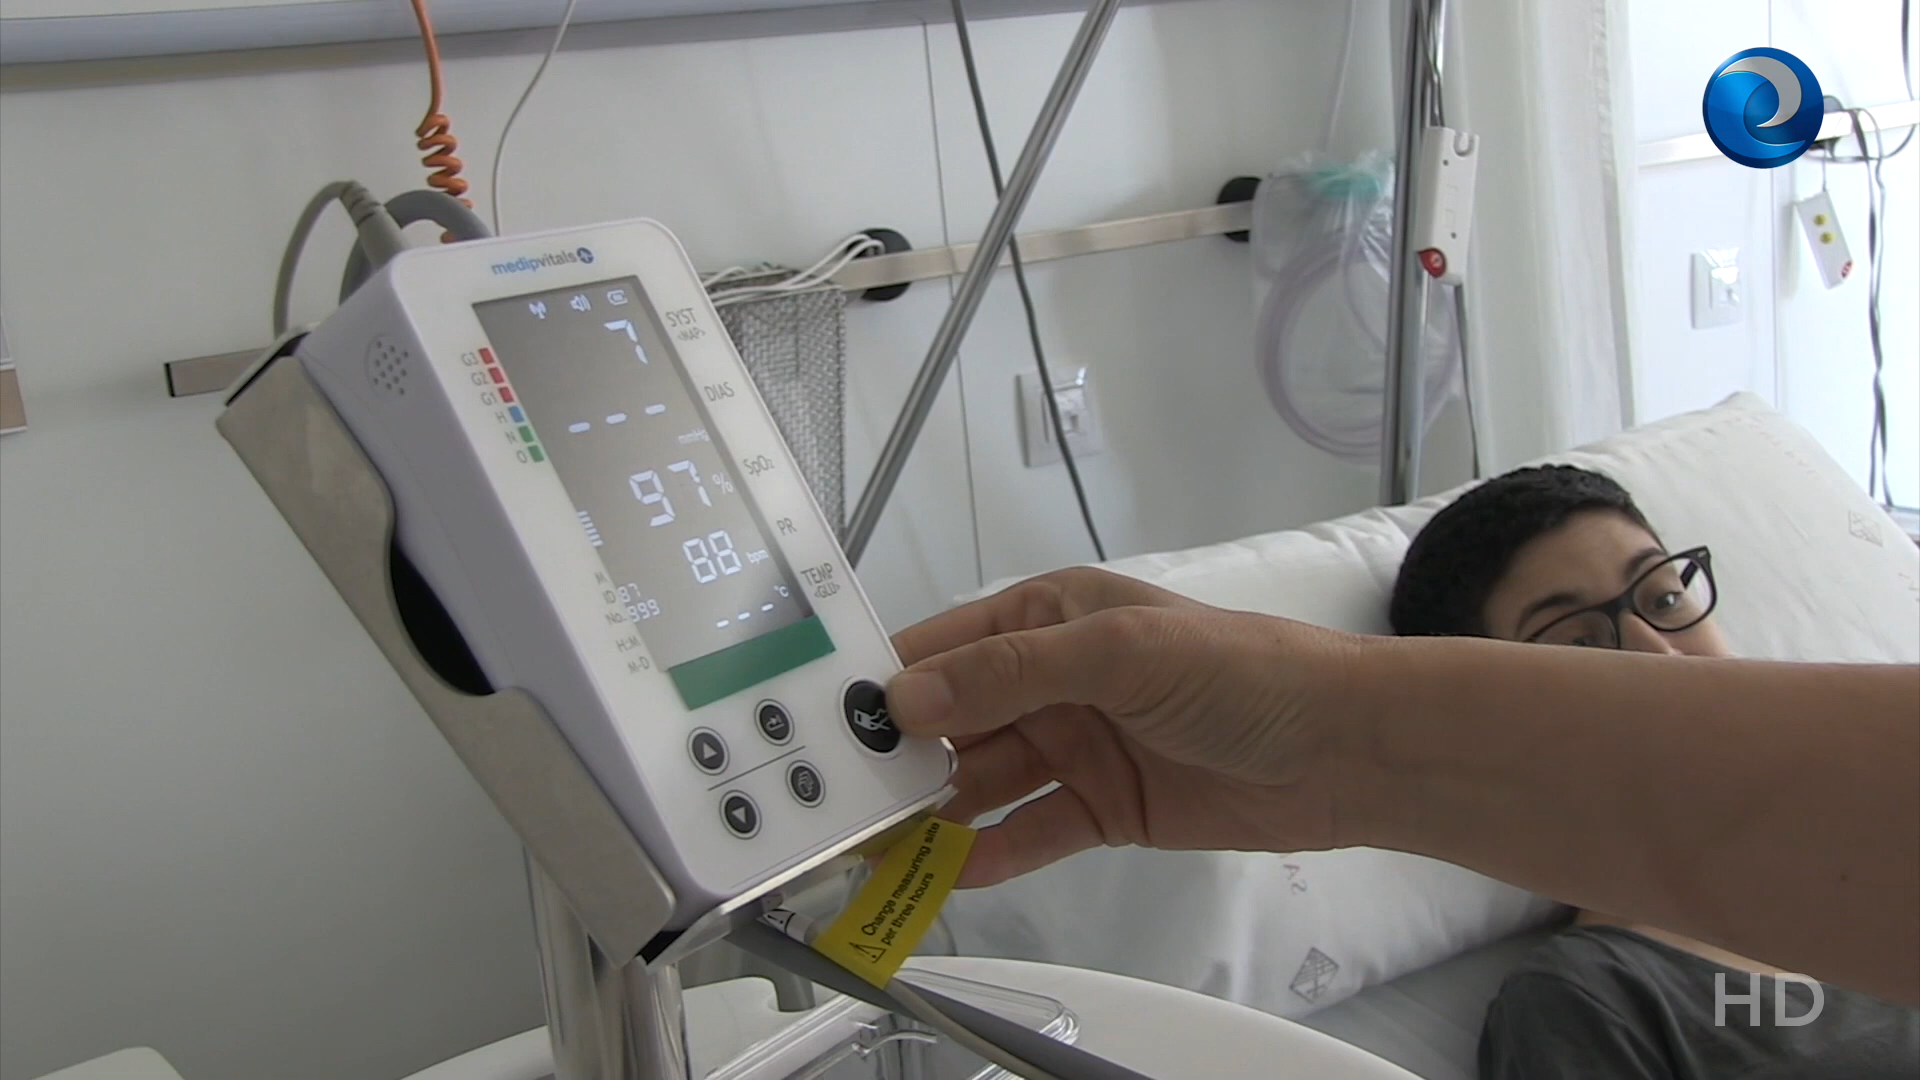 medipvitals
SYST
<MAP>
7
DIAS
---
mmHg
SpO2
97 %
PR
88 bpm
TEMP
<GLU>
--- °C
G3
G2
G1
H
N
O
M
ID 97
No. 999
H:M
M-D
Change measuring site
per three hours
HD